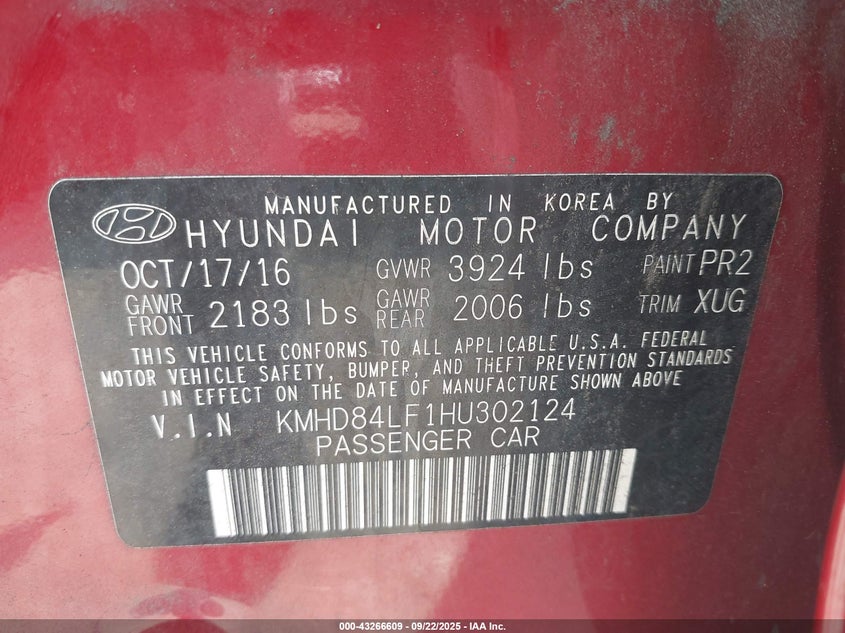 MANUFACTURED IN KOREA BY
HYUNDAI MOTOR COMPANY
OCT/17/16 GVWR 3924 lbs PAINT PR2
GAWR FRONT 2183 lbs GAWR REAR 2006 lbs TRIM XUG
THIS VEHICLE CONFORMS TO ALL APPLICABLE U.S.A. FEDERAL
MOTOR VEHICLE SAFETY, BUMPER, AND THEFT PREVENTION STANDARDS
IN EFFECT ON THE DATE OF MANUFACTURE SHOWN ABOVE
V.I.N KMHD84LF1HU302124
PASSENGER CAR
000-43266609 - 09/22/2025 - IAA Inc.